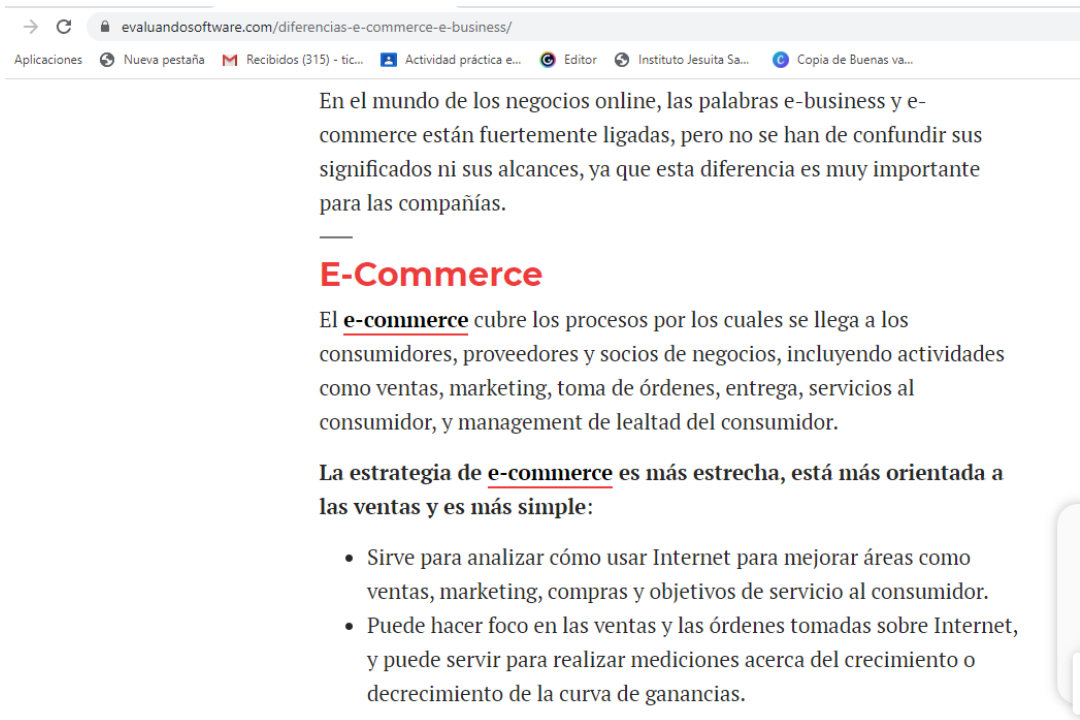 evaluandosoftware.com/diferencias-e-commerce-e-business/
Aplicaciones Nueva pestaña Recibidos (315) - tic... Actividad práctica e... Editor Instituto Jesuita Sa... Copia de Buenas va...
En el mundo de los negocios online, las palabras e-business y e-
commerce están fuertemente ligadas, pero no se han de confundir sus
significados ni sus alcances, ya que esta diferencia es muy importante
para las compañías.
E-Commerce
El e-commerce cubre los procesos por los cuales se llega a los
consumidores, proveedores y socios de negocios, incluyendo actividades
como ventas, marketing, toma de órdenes, entrega, servicios al
consumidor, y management de lealtad del consumidor.
La estrategia de e-commerce es más estrecha, está más orientada a
las ventas y es más simple:
• Sirve para analizar cómo usar Internet para mejorar áreas como
ventas, marketing, compras y objetivos de servicio al consumidor.
• Puede hacer foco en las ventas y las órdenes tomadas sobre Internet,
y puede servir para realizar mediciones acerca del crecimiento o
decrecimiento de la curva de ganancias.